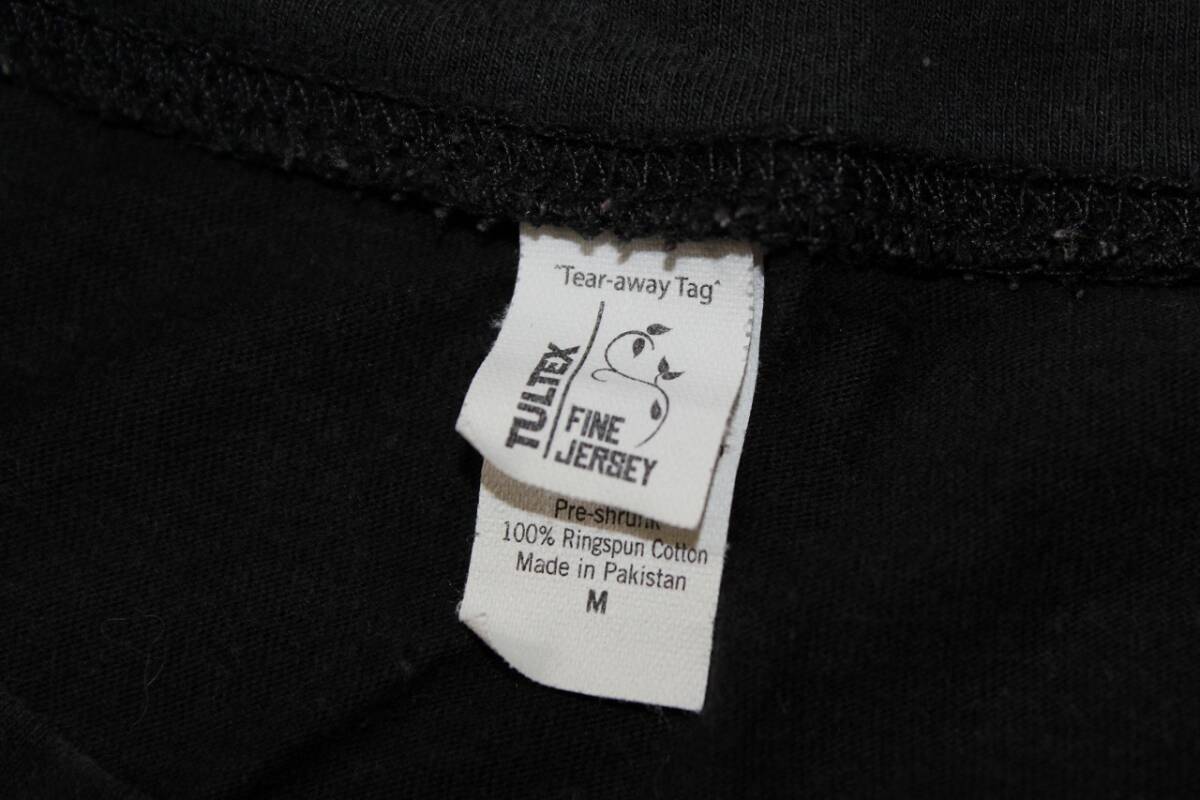 "Tear-away Tag"
TULTEX
FINE
JERSEY
Pre-shrunk
100% Ringspun Cotton
Made in Pakistan
M